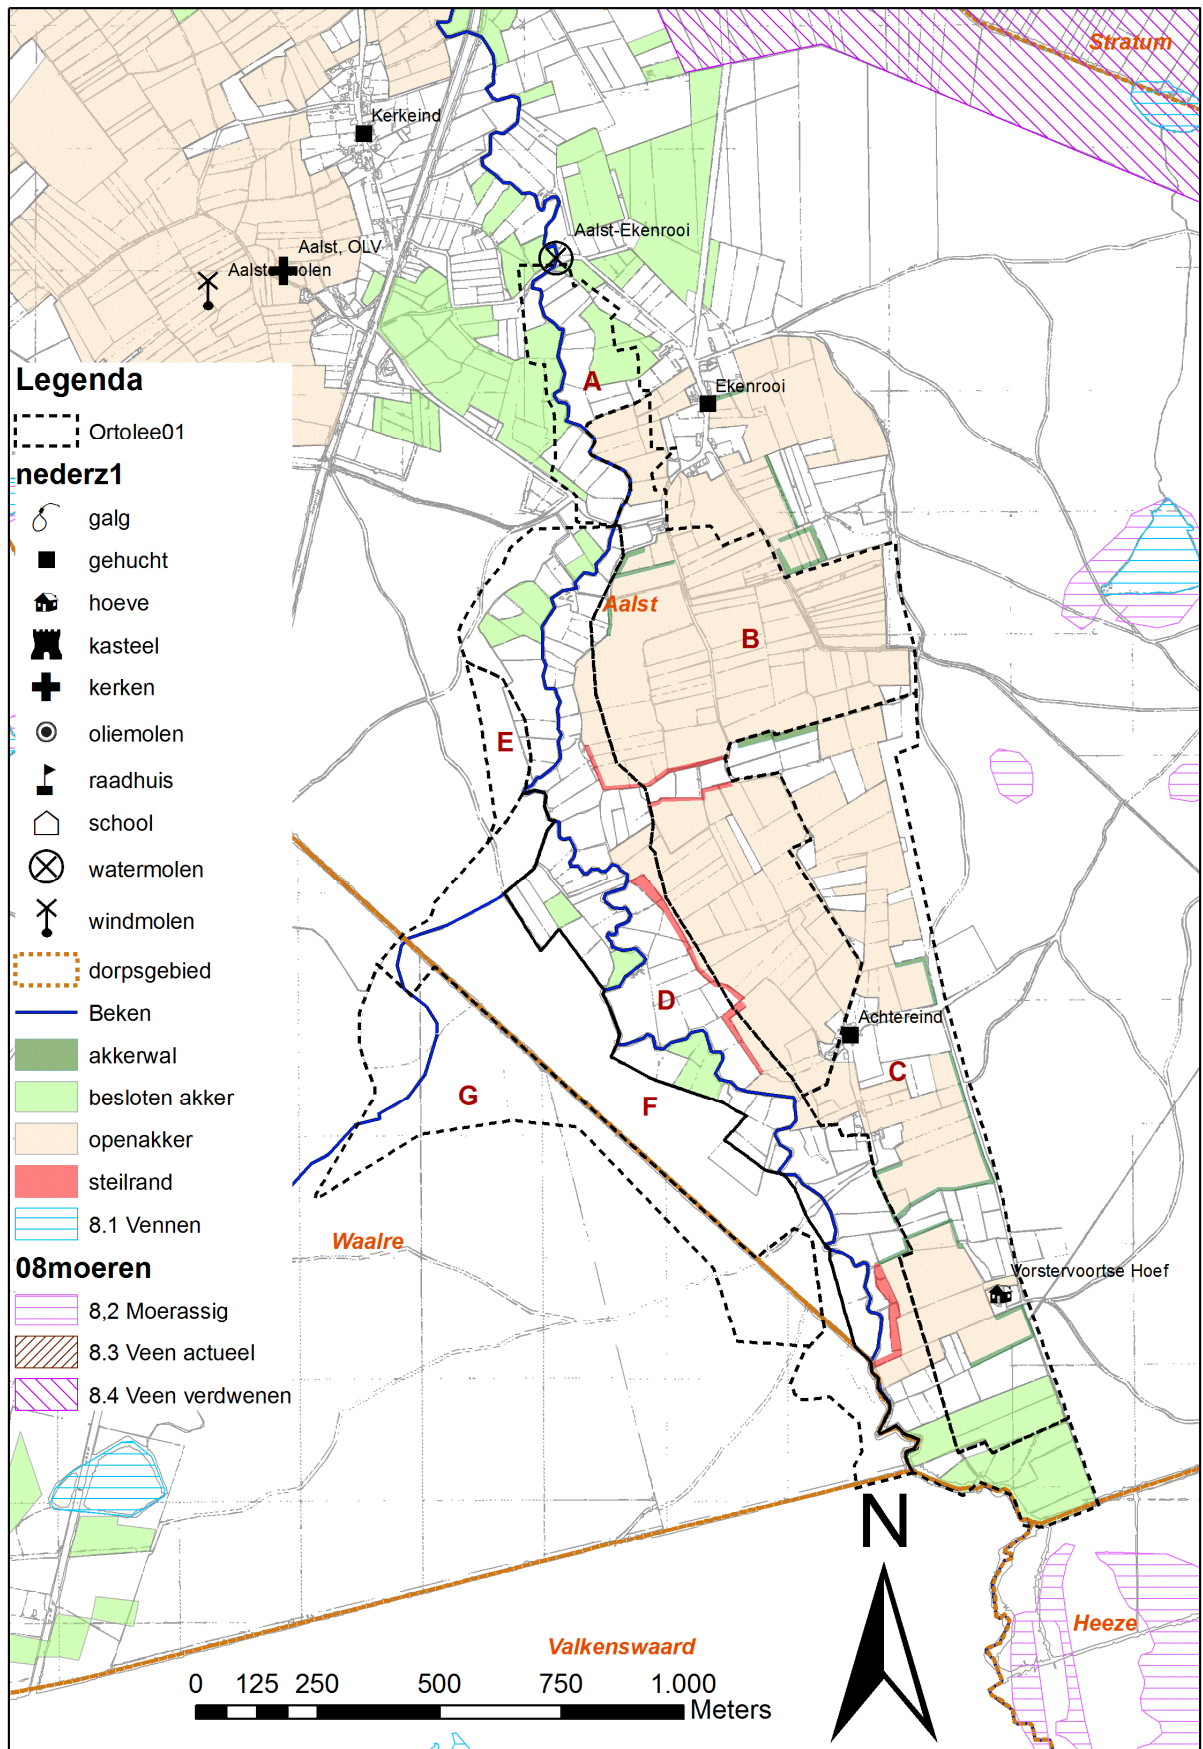 Stratum
Kerkeind
Aalst-Ekenrooi
Aalst, OLV
Aalst olen
A
Ekenrooi
Legenda
Ortolee01
nederz1
galg
gehucht
hoeve
kasteel
kerken
oliemolen
raadhuis
school
watermolen
windmolen
dorpsgebied
Beken
akkerwal
besloten akker
openakker
steilrand
8.1 Vennen
08moeren
8,2 Moerassig
8.3 Veen actueel
8.4 Veen verdwenen
Aalst
B
E
D
Achtereind
C
G
F
Waalre
Vorstervoortse Hoef
N
Heeze
Valkenswaard
0 125 250 500 750 1.000
Meters